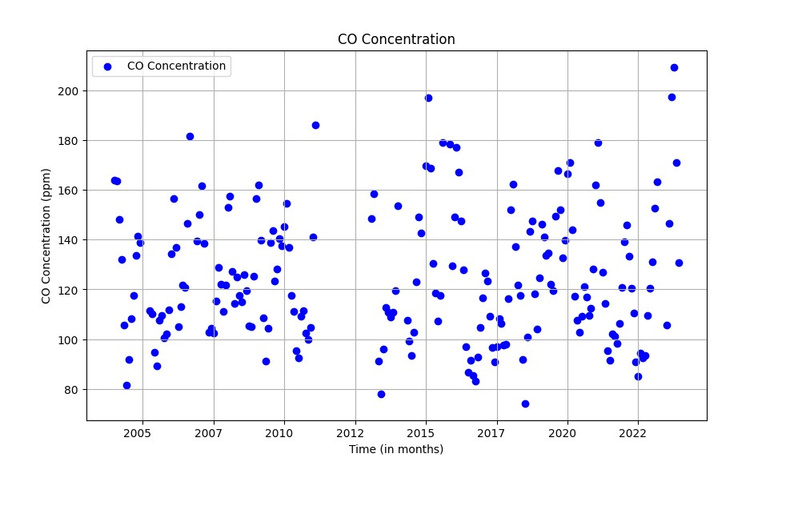 CO Concentration
CO Concentration
200
180
160
140
120
100
80
CO Concentration (ppm)
2005 2007 2010 2012 2015 2017 2020 2022
Time (in months)